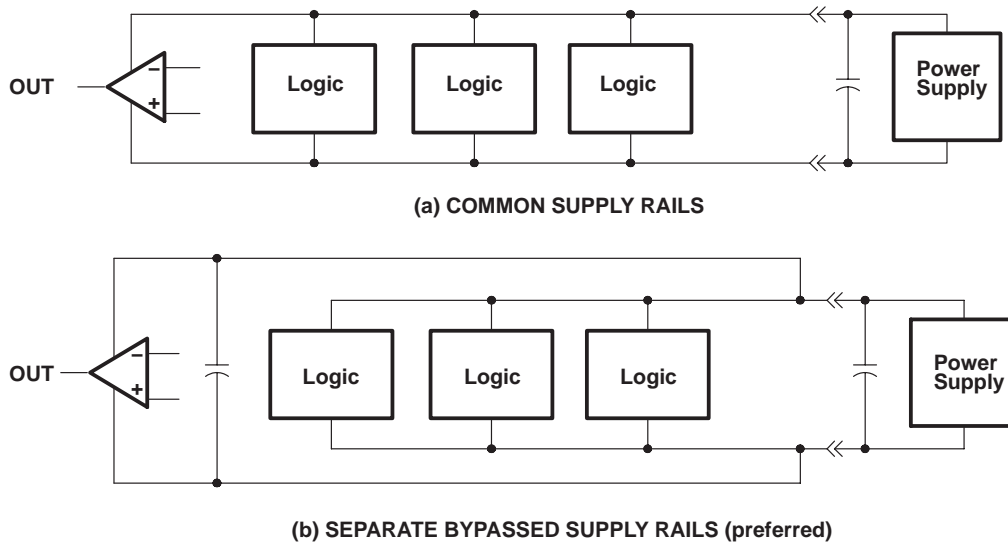 OUT
−
+
Logic
Logic
Logic
Power
Supply
(a) COMMON SUPPLY RAILS
OUT
−
+
Logic
Logic
Logic
Power
Supply
(b) SEPARATE BYPASSED SUPPLY RAILS (preferred)